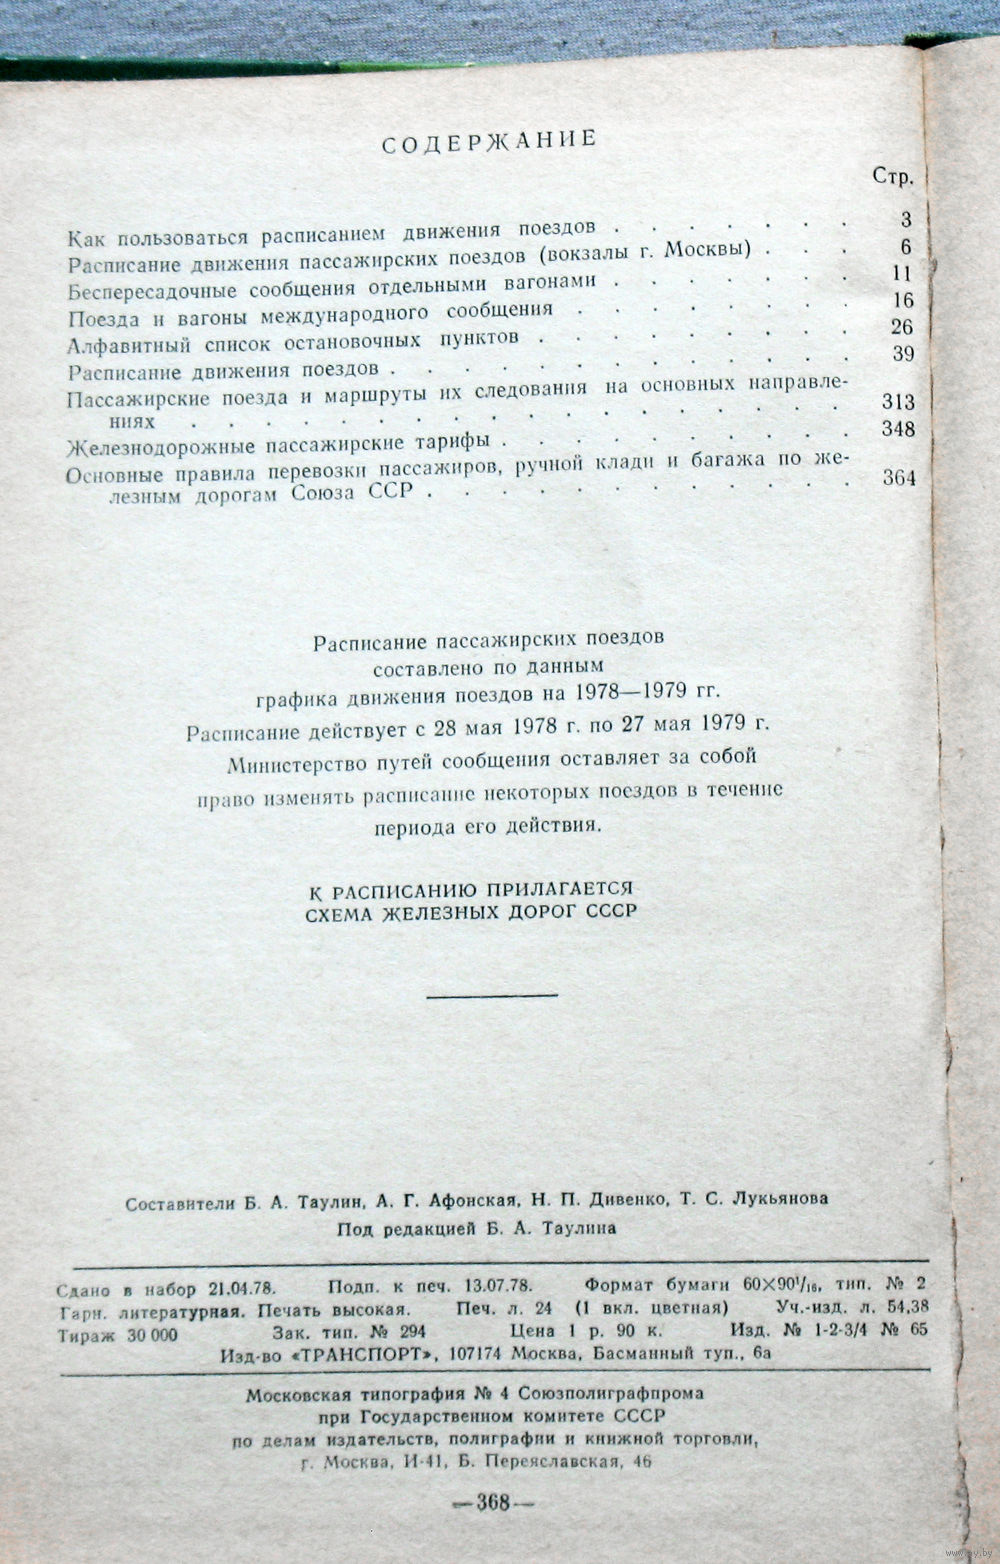 СОДЕРЖАНИЕ
Стр.
Как пользоваться расписанием движения поездов . . . . . . . 3
Расписание движения пассажирских поездов (вокзалы г. Москвы) . . . 6
Беспересадочные сообщения отдельными вагонами . . . . . . . 11
Поезда и вагоны международного сообщения . . . . . . . . 16
Алфавитный список остановочных пунктов . . . . . . . . . 26
Расписание движения поездов . . . . . . . . . . . . . 39
Пассажирские поезда и маршруты их следования на основных направле-
ниях . . . . . . . . . . . . . . . . . . 313
Железнодорожные пассажирские тарифы . . . . . . . . . . 348
Основные правила перевозки пассажиров, ручной клади и багажа по же-
лезным дорогам Союза ССР . . . . . . . . . . . . 364
Расписание пассажирских поездов
составлено по данным
графика движения поездов на 1978—1979 гг.
Расписание действует с 28 мая 1978 г. по 27 мая 1979 г.
Министерство путей сообщения оставляет за собой
право изменять расписание некоторых поездов в течение
периода его действия.
К РАСПИСАНИЮ ПРИЛАГАЕТСЯ
СХЕМА ЖЕЛЕЗНЫХ ДОРОГ СССР
Составители Б. А. Таулин, А. Г. Афонская, Н. П. Дивенко, Т. С. Лукьянова
Под редакцией Б. А. Таулина
Сдано в набор 21.04.78. Подп. к печ. 13.07.78. Формат бумаги 60×90¹/₁₆, тип. № 2
Гарн. литературная. Печать высокая. Печ. л. 24 (1 вкл. цветная) Уч.-изд. л. 54,38
Тираж 30 000 Зак. тип. № 294 Цена 1 р. 90 к. Изд. № 1-2-3/4 № 65
Изд-во «ТРАНСПОРТ», 107174 Москва, Басманный туп., 6а
Московская типография № 4 Союзполиграфпрома
при Государственном комитете СССР
по делам издательств, полиграфии и книжной торговли,
г. Москва, И-41, Б. Переяславская, 46
—368—
www.ay.by